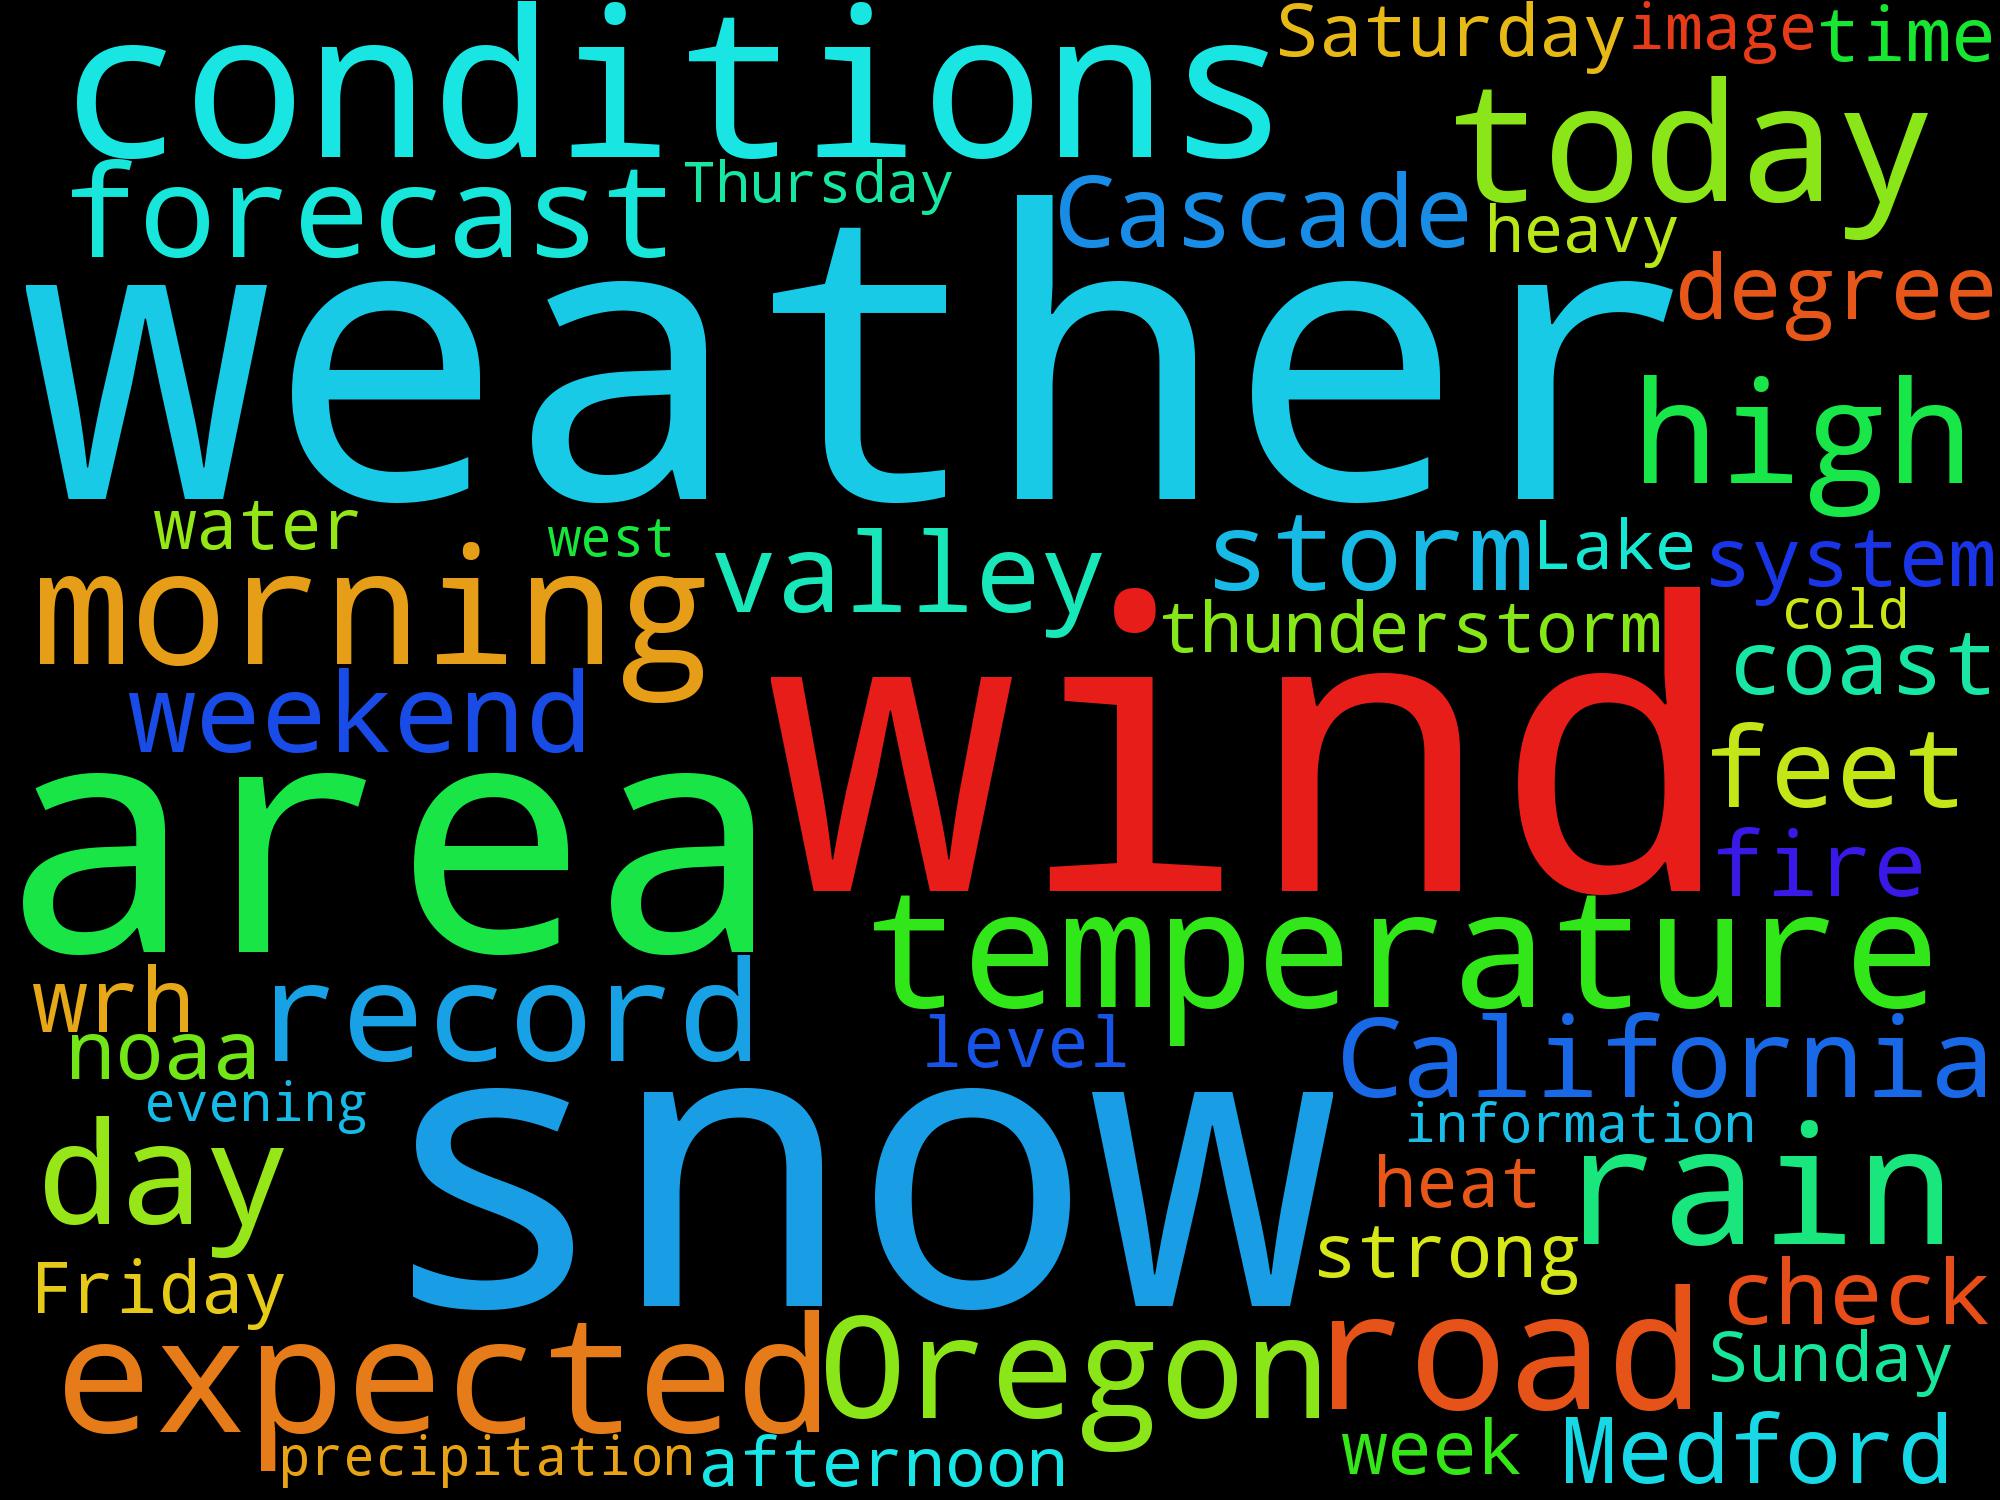 conditions Saturday image time
today
forecast Thursday Cascade heavy
weather degree
high
water west valley storm Lake system
morning thunderstorm cold
coast
weekend wind feet
area fire
temperature
wrh record
noaa level California
evening information
day snow heat rain
strong
Friday check
expected Oregon road Sunday
precipitation afternoon week Medford